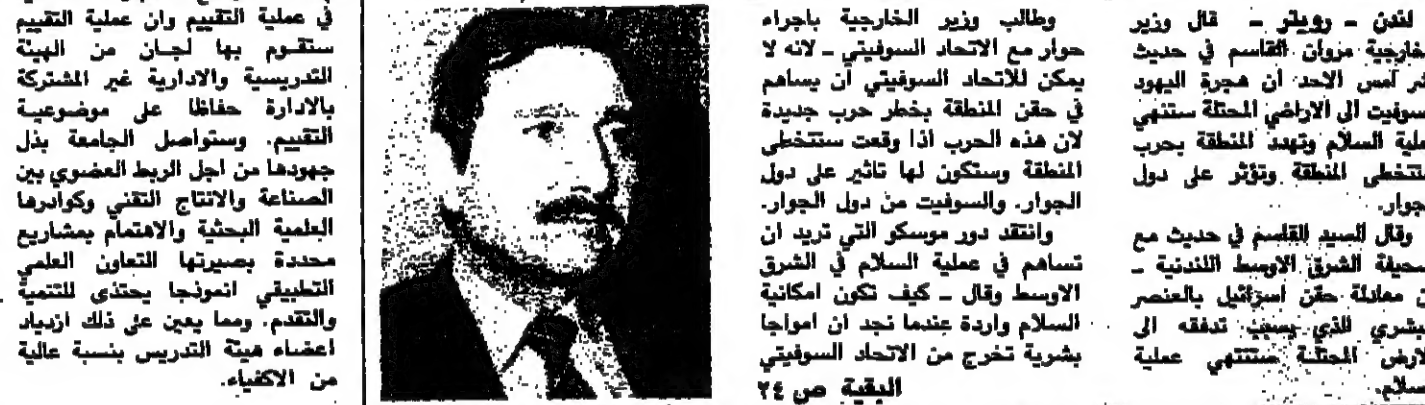 لندن - رويتر - قال وزير
الخارجية مروان القاسم في حديث
نشر امس الاحد ان هجرة اليهود
السوفيت الى الاراضي المحتلة ستنهي
عملية السلام وتهدد المنطقة بحرب
ستتخطى المنطقة وتؤثر على دول
الجوار.
وقال السيد القاسم في حديث مع
صحيفة الشرق الاوسط اللندنية -
معادلة حقن اسرائيل بالعنصر
البشري الذي يسبب تدفقه الى
الارض المحتلة ستنتهي عملية
السلام.
وطالب وزير الخارجية باجراء
حوار مع الاتحاد السوفيتي - لانه لا
يمكن للاتحاد السوفيتي ان يساهم
في حقن المنطقة بخطر حرب جديدة
لان هذه الحرب اذا وقعت ستتخطى
المنطقة وستكون لها تاثير على دول
الجوار. والسوفيت من دول الجوار.
وانتقد دور موسكو التي تريد ان
تساهم في عملية السلام في الشرق
الاوسط وقال - كيف تكون امكانية
السلام واردة عندما نجد ان امواجا
بشرية تخرج من الاتحاد السوفيتي
البقية ص ٢٤
في عملية التقييم وان عملية التقييم
ستقوم بها لجان من الهيئة
التدريسية والادارية غير المشتركة
بالادارة حفاظا على موضوعية
التقييم. وستواصل الجامعة بذل
جهودها من اجل الربط العضوي بين
الصناعة والانتاج التقني وكوادرها
العلمية البحثية والاهتمام بمشاريع
محددة بصيرتها التعاون العلمي
التطبيقي انموذجا يحتذى للتنمية
والتقدم. ومما يعين على ذلك ازدياد
اعضاء هيئة التدريس بنسبة عالية
من الاكفياء.